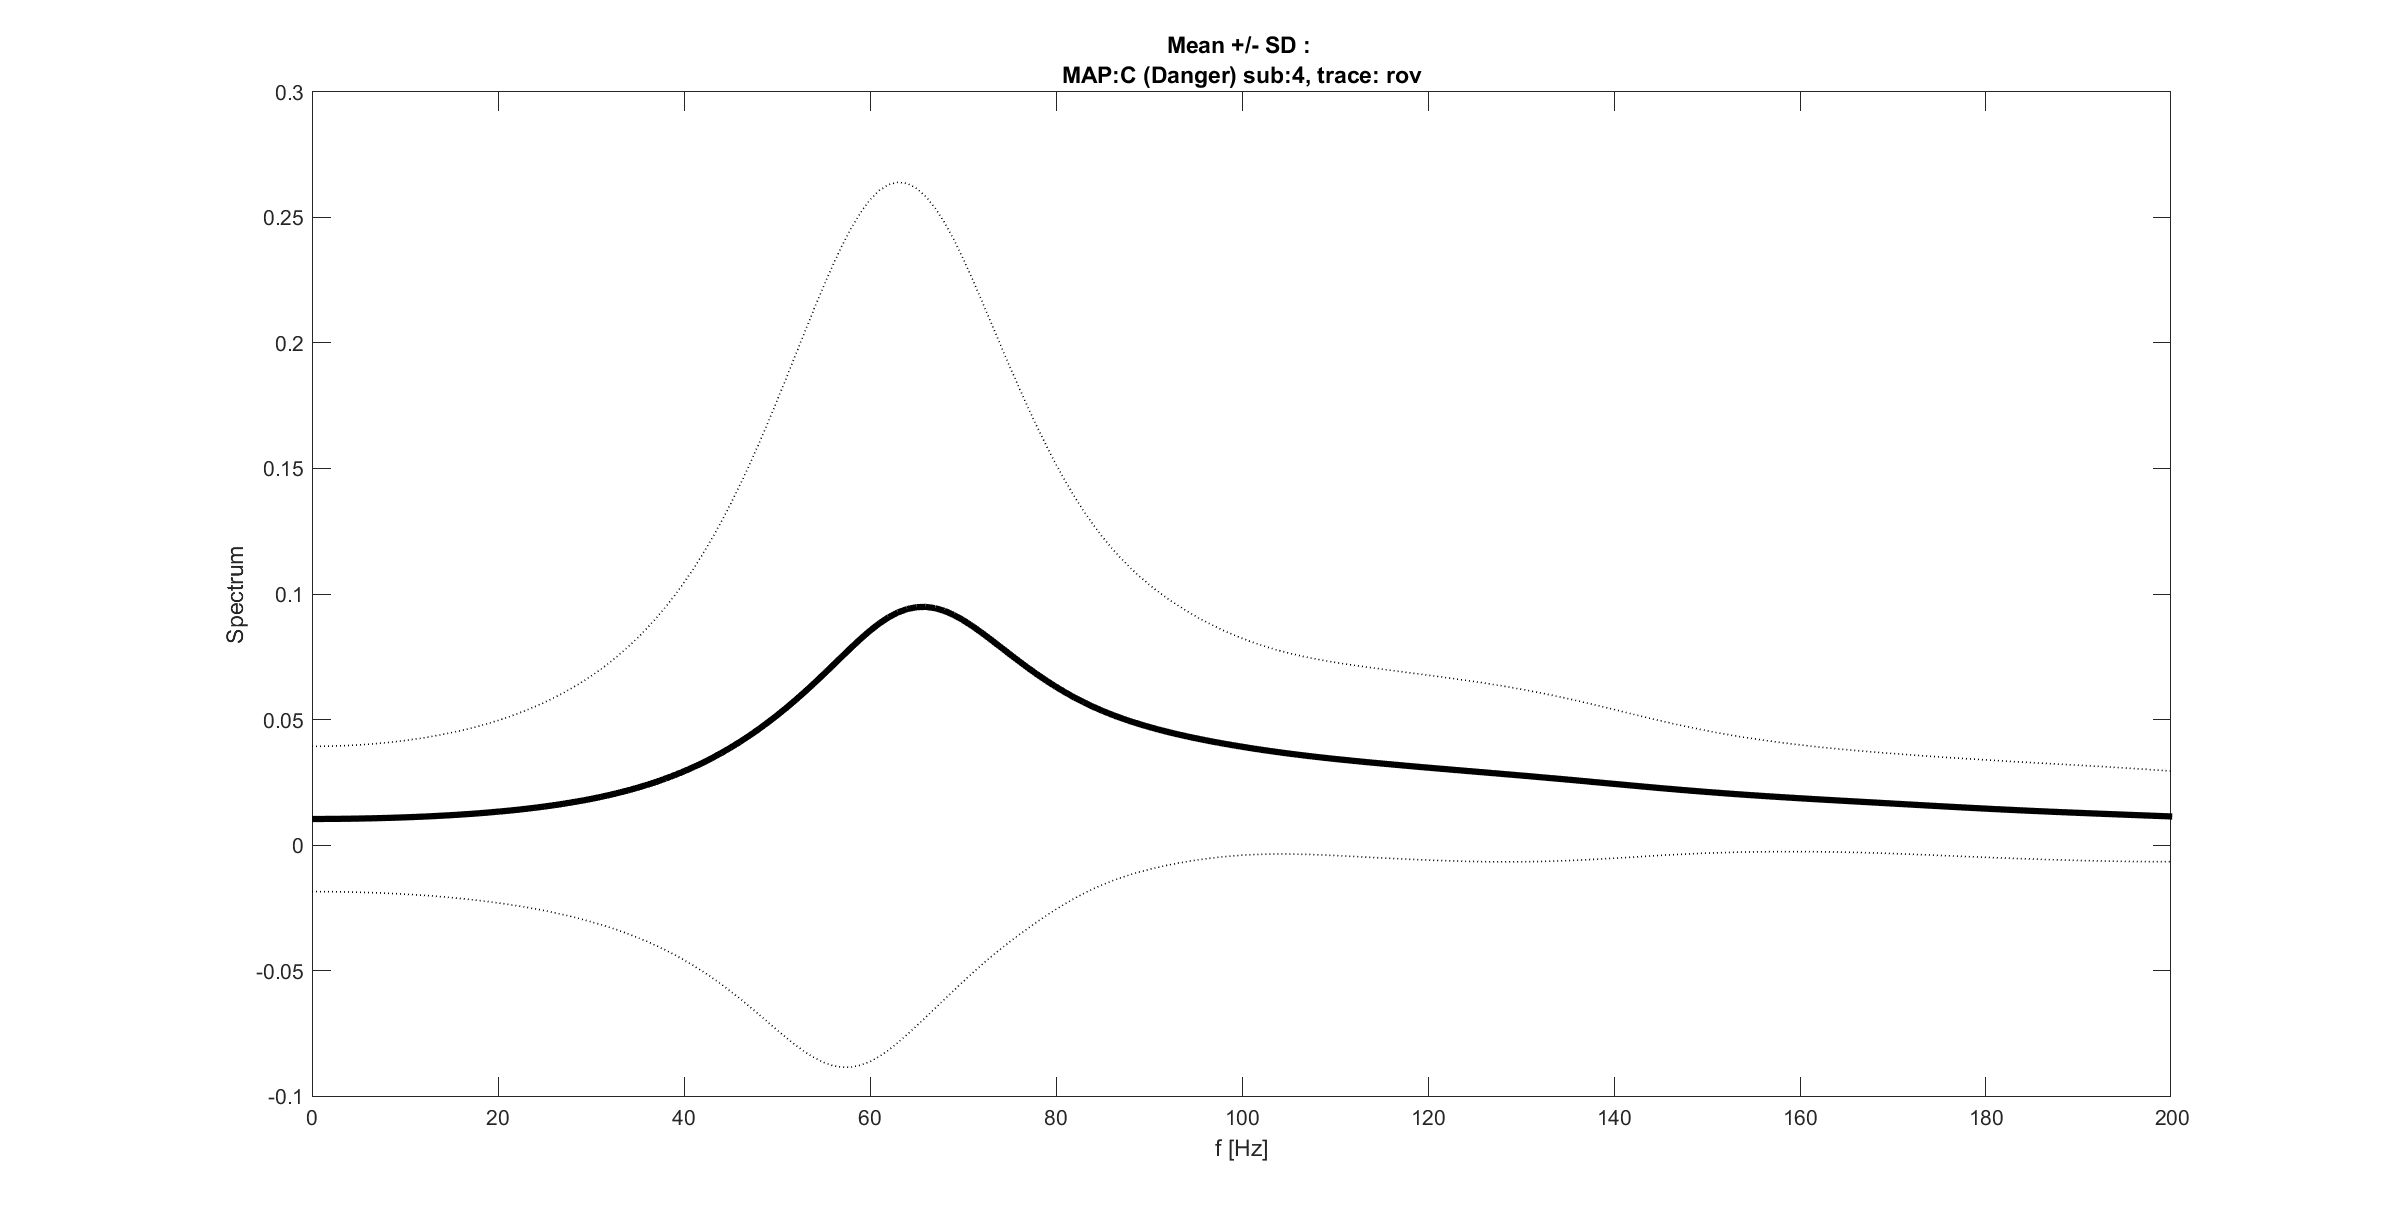 Mean +/- SD :
MAP:C (Danger) sub:4, trace: rov
0.3
0.25
0.2
0.15
0.1
0.05
0
-0.05
-0.1
Spectrum
0 20 40 60 80 100 120 140 160 180 200
f [Hz]